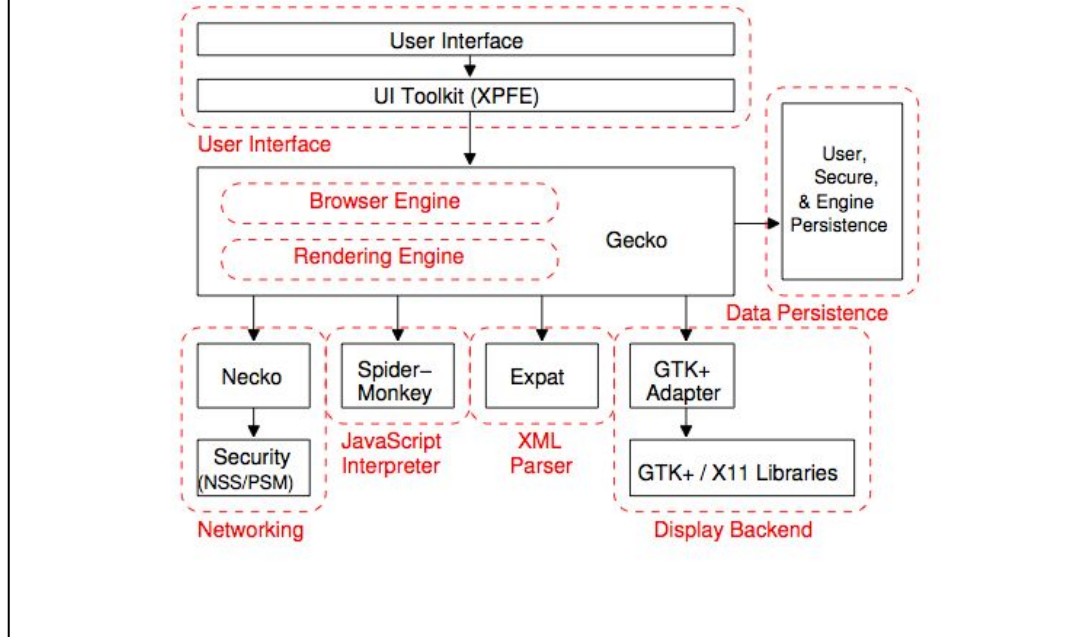 User Interface
UI Toolkit (XPFE)
User Interface
User,
Secure,
& Engine
Persistence
Browser Engine
Gecko
Rendering Engine
Data Persistence
Necko
Spider-
Monkey
Expat
GTK+
Adapter
JavaScript
Interpreter
XML
Parser
Security
(NSS/PSM)
GTK+ / X11 Libraries
Networking
Display Backend